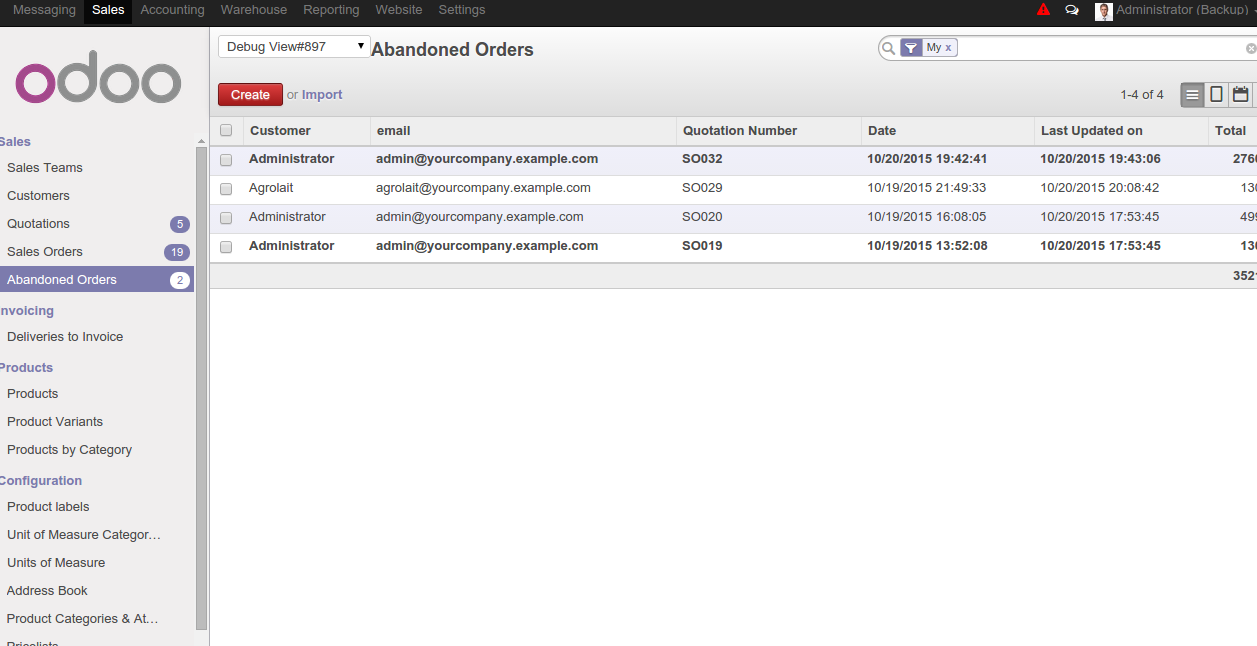 Messaging Sales Accounting Warehouse Reporting Website Settings Administrator (Backup)
odoo
Debug View#897
Abandoned Orders
My x
Create or Import
1-4 of 4
Customer email Quotation Number Date Last Updated on Total
Administrator admin@yourcompany.example.com SO032 10/20/2015 19:42:41 10/20/2015 19:43:06 276
Agrolait agrolait@yourcompany.example.com SO029 10/19/2015 21:49:33 10/20/2015 20:08:42 13
Administrator admin@yourcompany.example.com SO020 10/19/2015 16:08:05 10/20/2015 17:53:45 49
Administrator admin@yourcompany.example.com SO019 10/19/2015 13:52:08 10/20/2015 17:53:45 13
352
Sales
Sales Teams
Customers
Quotations 5
Sales Orders 19
Abandoned Orders 2
nvoicing
Deliveries to Invoice
Products
Products
Product Variants
Products by Category
Configuration
Product labels
Unit of Measure Categor…
Units of Measure
Address Book
Product Categories & At…